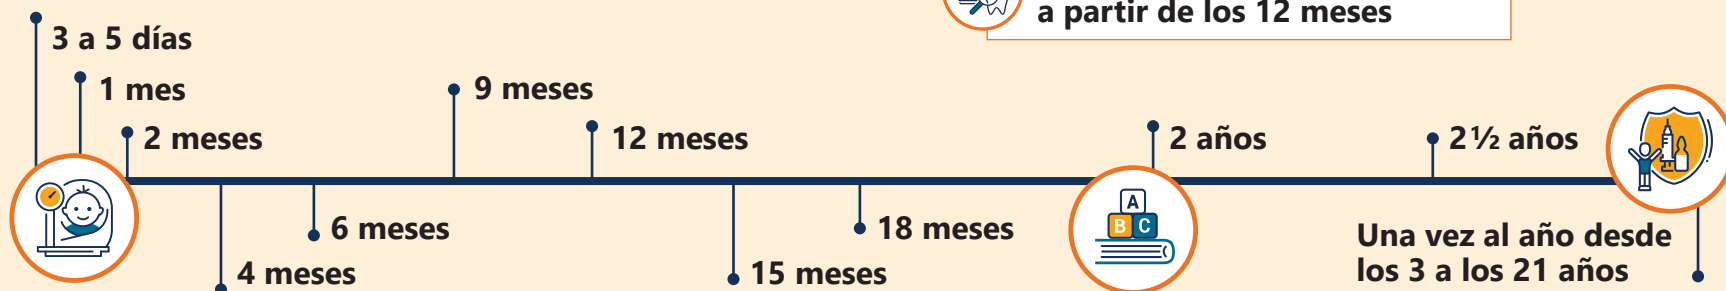 a partir de los 12 meses
3 a 5 días
1 mes
2 meses
4 meses
6 meses
9 meses
12 meses
15 meses
18 meses
2 años
2½ años
Una vez al año desde
los 3 a los 21 años
A
B C